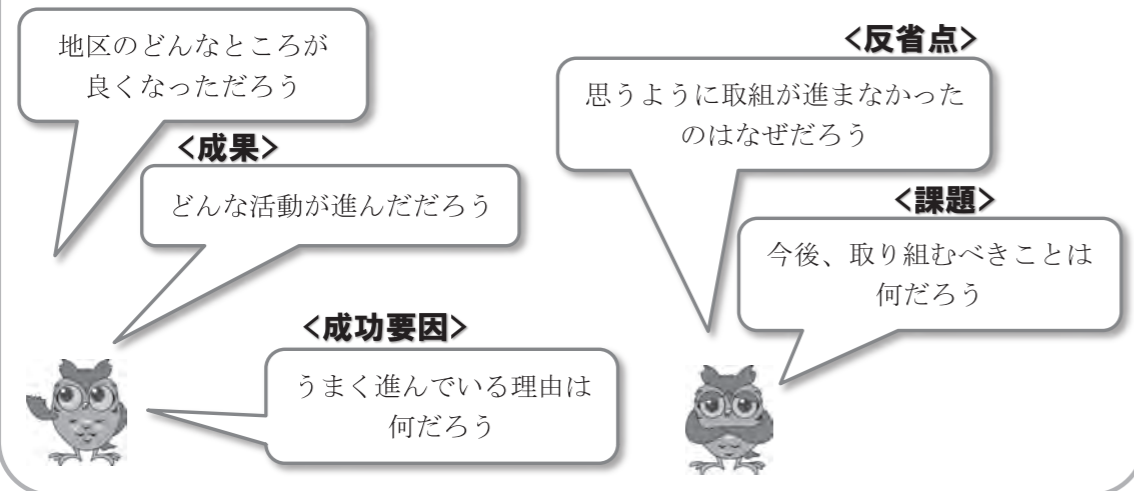 地区のどんなところが
良くなっただろう
<成果>
どんな活動が進んだだろう
<成功要因>
うまく進んでいる理由は
何だろう
<反省点>
思うように取組が進まなかった
のはなぜだろう
<課題>
今後、取り組むべきことは
何だろう